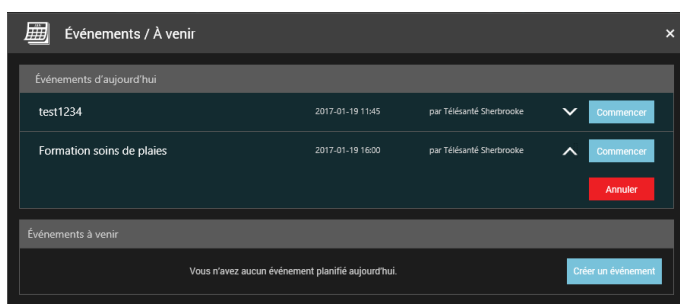 Événements / À venir
Événements d'aujourd'hui
test1234 2017-01-19 11:45 par Télésanté Sherbrooke Commencer
Formation soins de plaies 2017-01-19 16:00 par Télésanté Sherbrooke Commencer
Annuler
Événements à venir
Vous n'avez aucun événement planifié aujourd'hui. Créer un événement